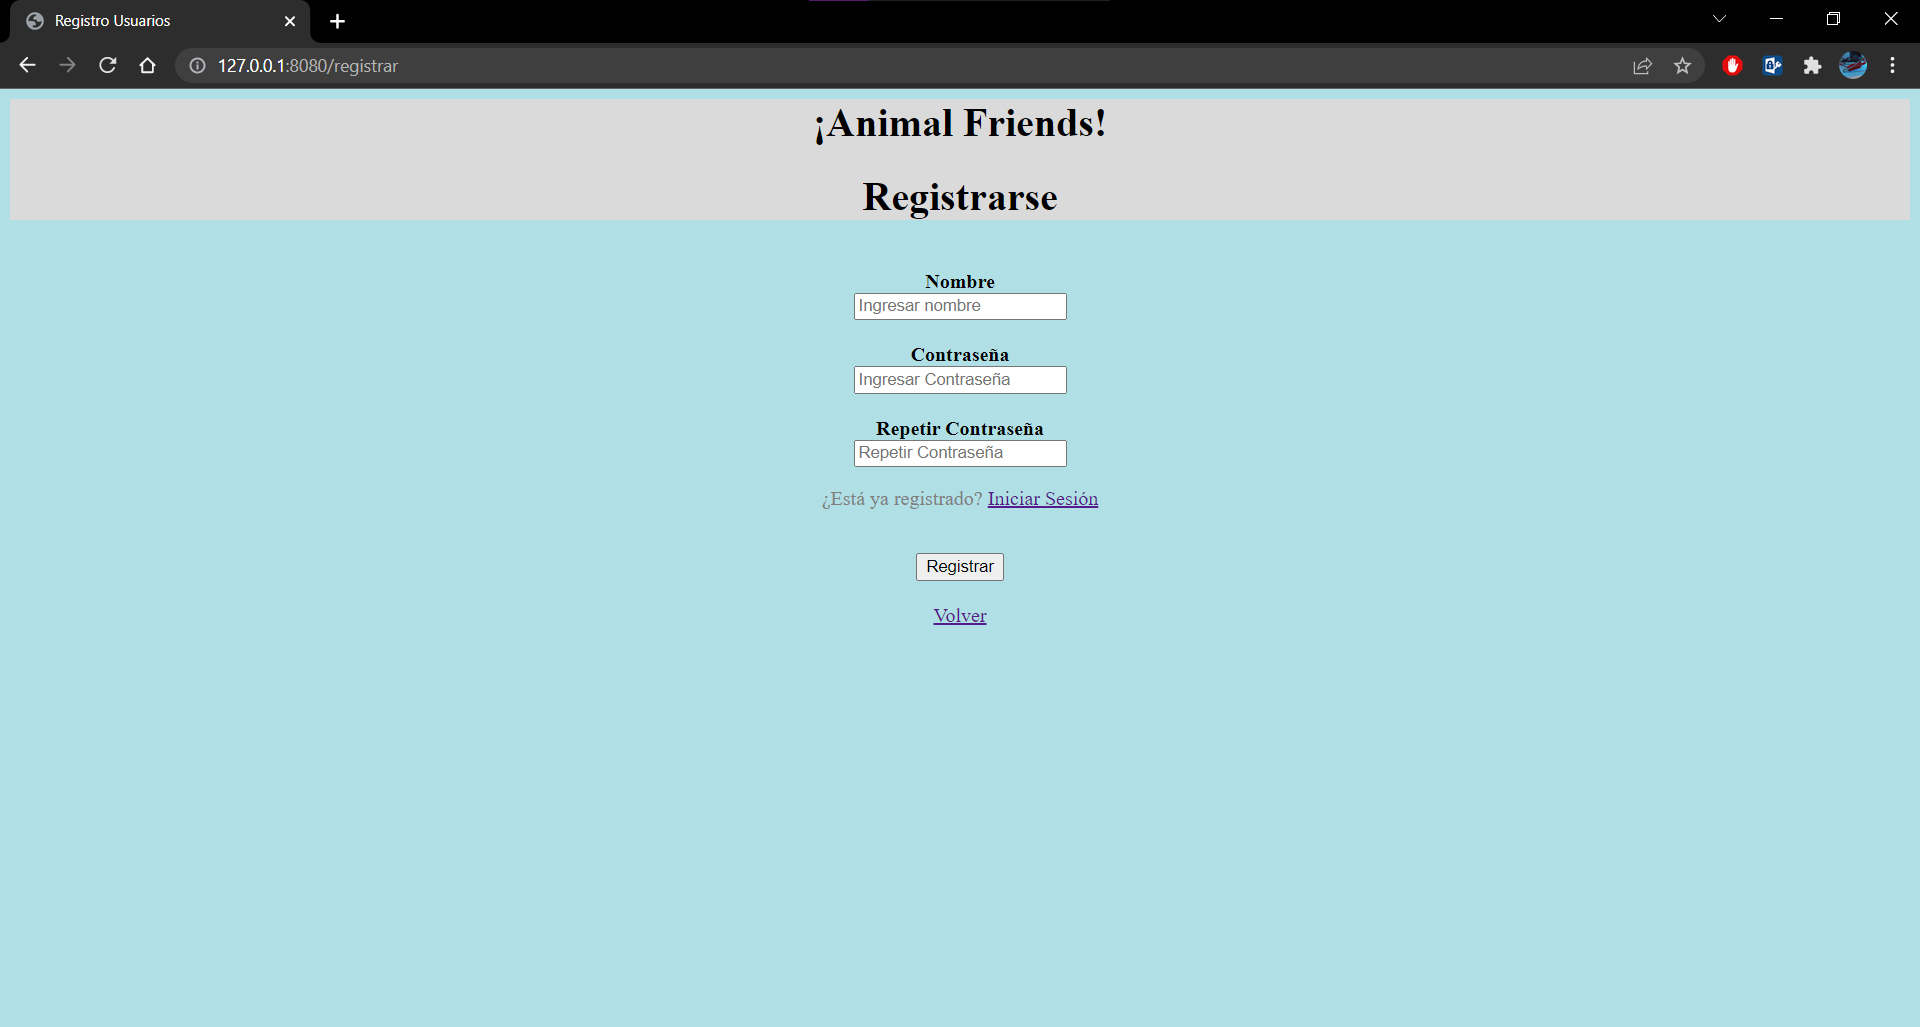 Registro Usuarios
127.0.0.1:8080/registrar
¡Animal Friends!
Registrarse
Nombre
Ingresar nombre
Contraseña
Ingresar Contraseña
Repetir Contraseña
Repetir Contraseña
¿Está ya registrado? Iniciar Sesión
Registrar
Volver